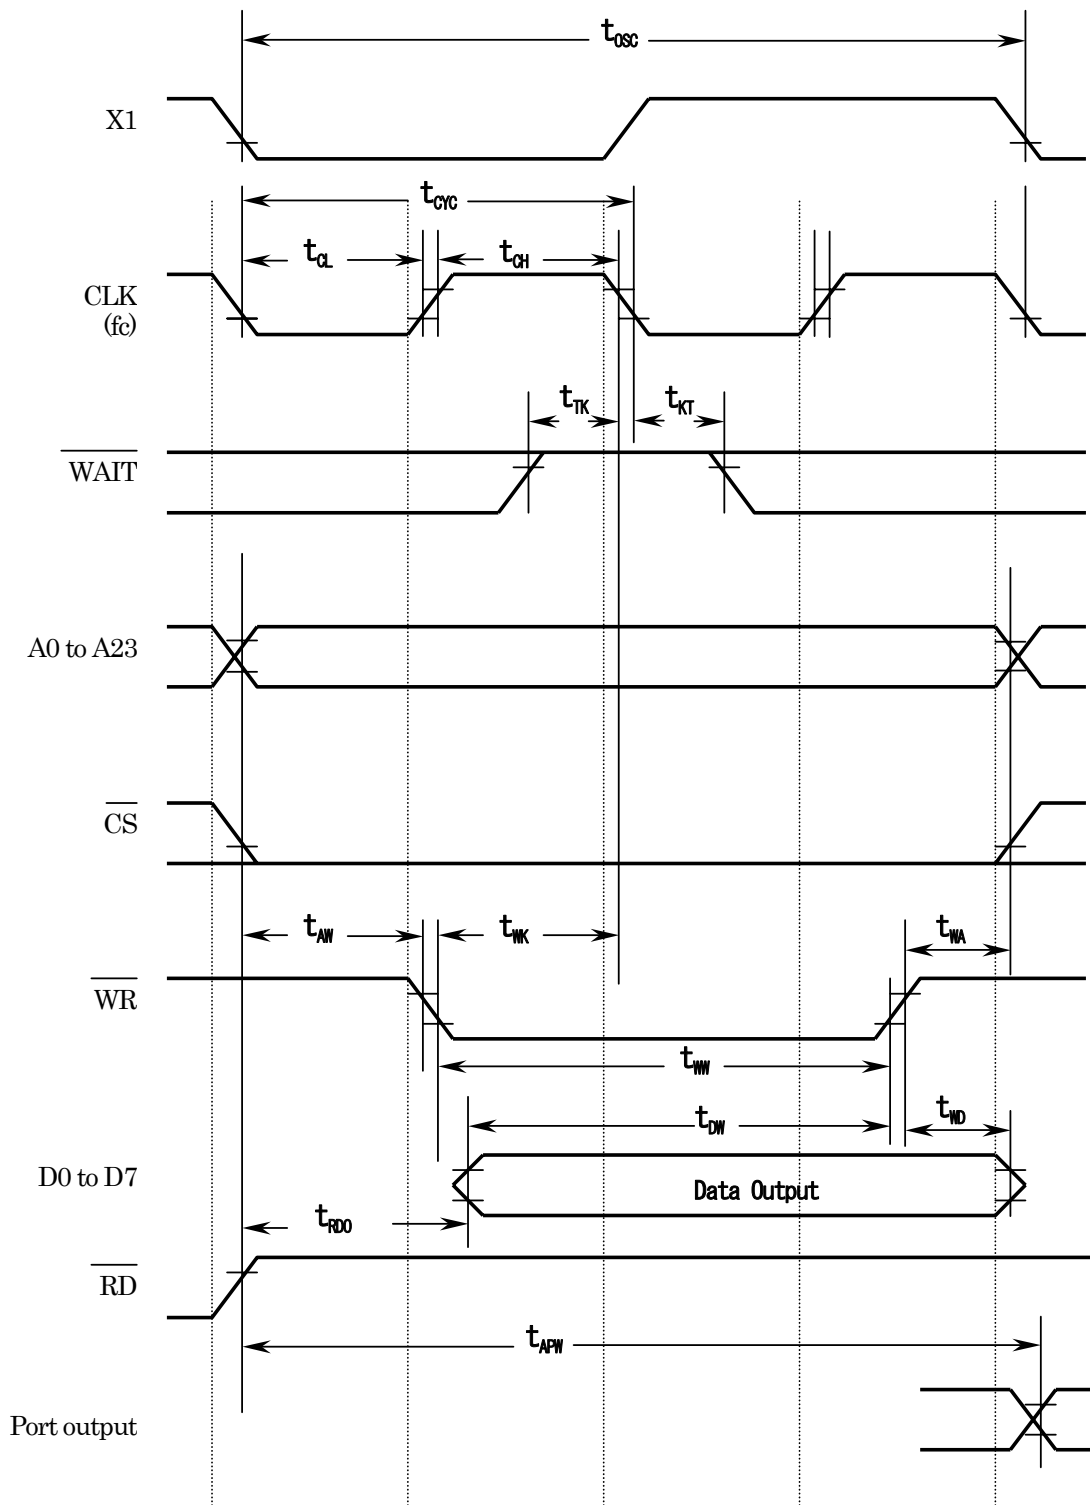 tOSC
X1
tCYC
tCL
tCH
CLK
(fc)
tTK
tKT
WAIT
A0 to A23
CS
tAW
tWK
tWA
WR
tWW
tDW
tWD
D0 to D7
Data Output
tRDO
RD
tAPW
Port output